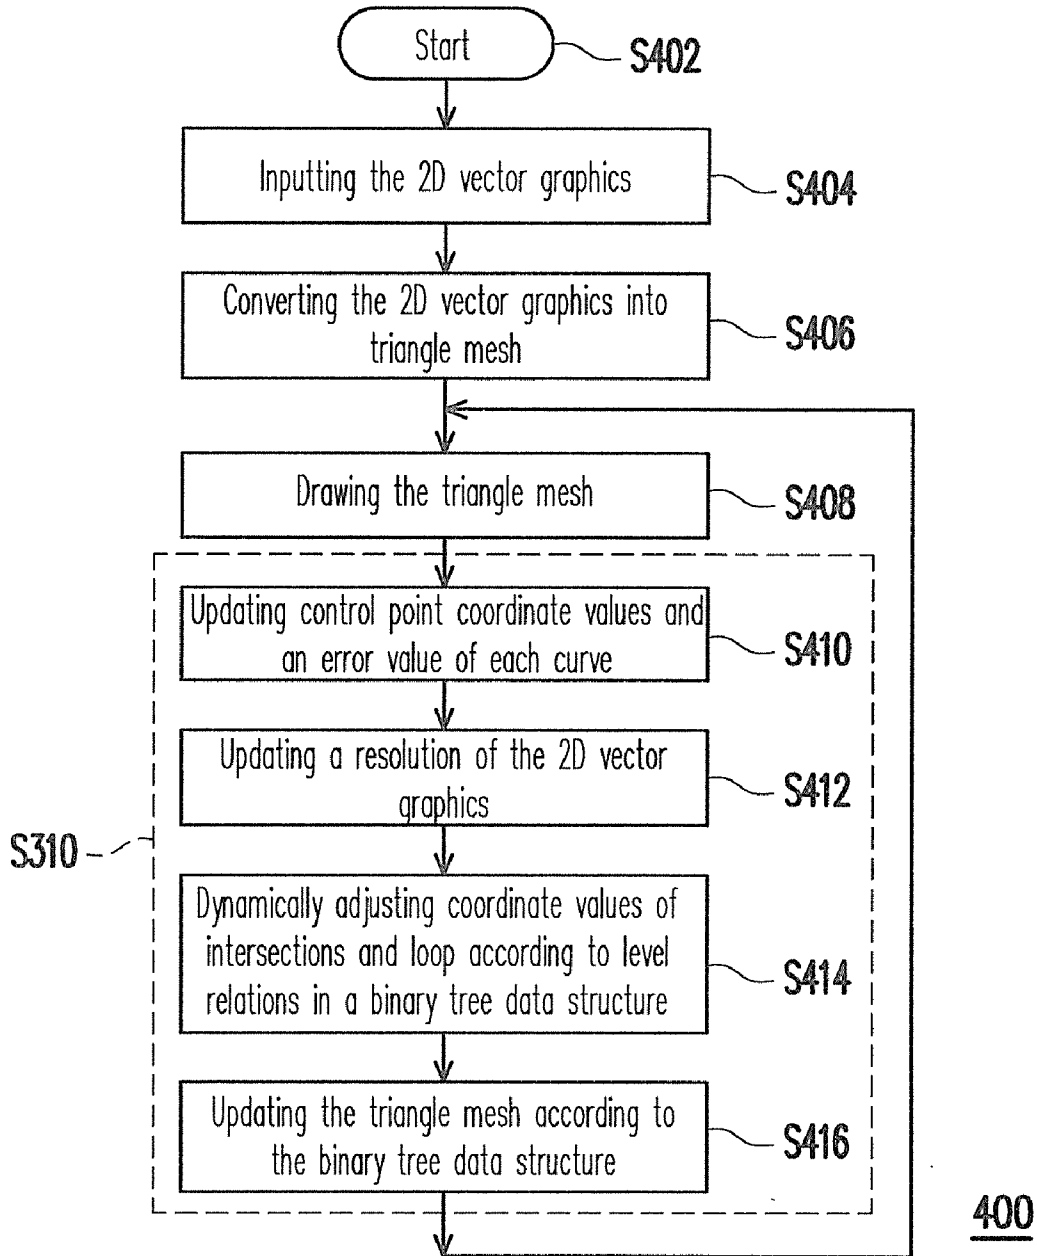 Start
S402
Inputting the 2D vector graphics
S404
Converting the 2D vector graphics into
triangle mesh
S406
Drawing the triangle mesh
S408
Updating control point coordinate values and
an error value of each curve
S410
Updating a resolution of the 2D vector
graphics
S412
S310
Dynamically adjusting coordinate values of
intersections and loop according to level
relations in a binary tree data structure
S414
Updating the triangle mesh according to
the binary tree data structure
S416
400